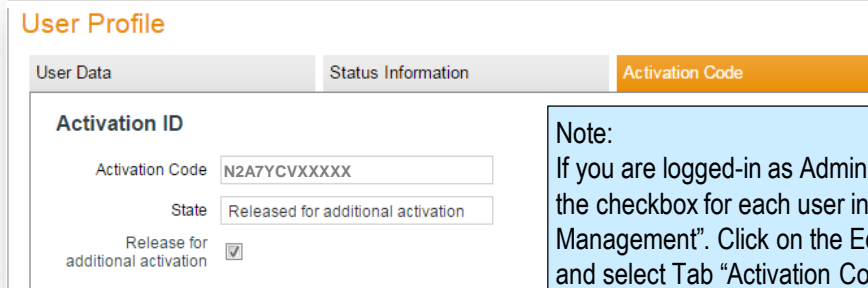 User Profile
User Data
Status Information
Activation Code
Activation ID
Activation Code N2A7YCVXXXXX
State Released for additional activation
Release for
additional activation
Note:
If you are logged-in as Admin
the checkbox for each user in
Management". Click on the
and select Tab "Activation